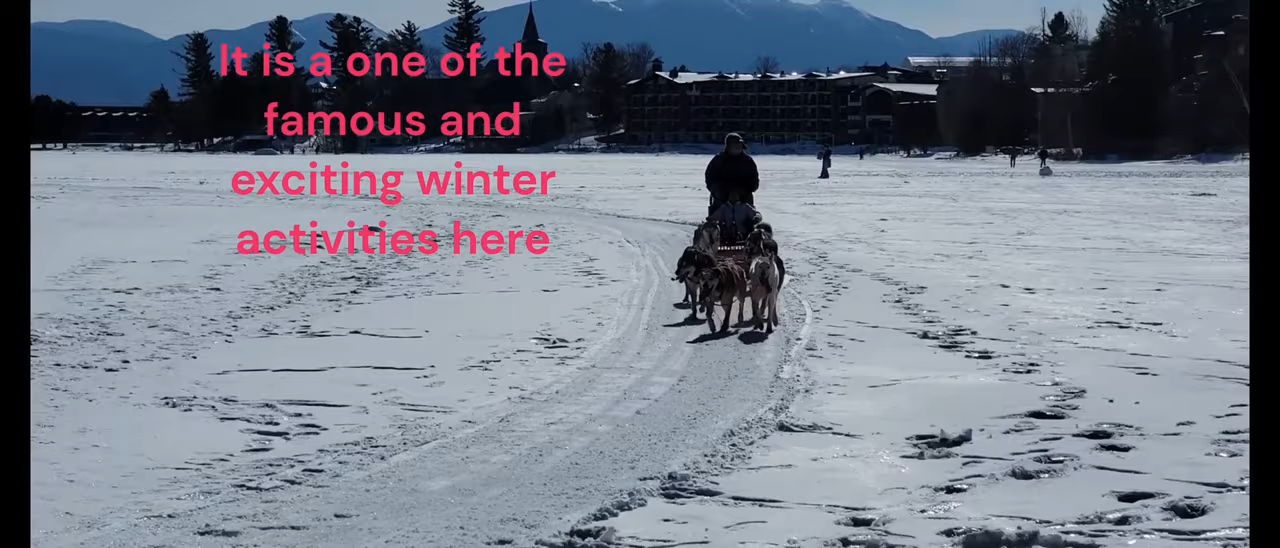 It is a one of the
famous and
exciting winter
activities here